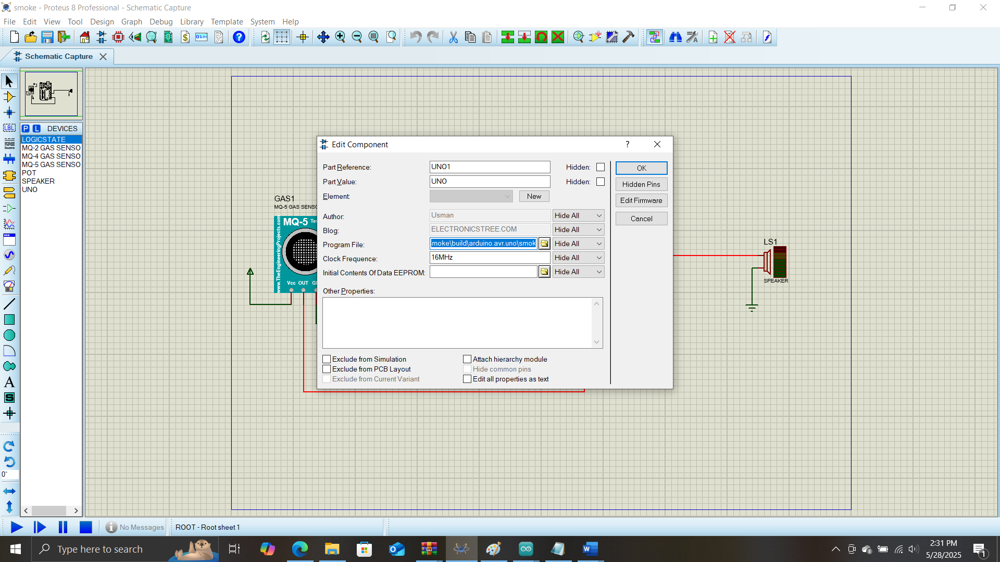 smoke - Proteus 8 Professional - Schematic Capture
File Edit View Tool Design Graph Debug Library Template System Help
Schematic Capture
P L DEVICES
LOGICSTATE
MQ-2 GAS SENSO
MQ-4 GAS SENSO
MQ-5 GAS SENSO
POT
SPEAKER
UNO
LBL
A
S
0°
GAS1
MQ-5 GAS SENSO
www.TheEngineeringProjects.com
MQ-5 Te
Vcc OUT G
Edit Component ?
Part Reference: UNO1 Hidden:
Part Value: UNO Hidden:
Element: New
Author: Usman Hide All
Blog: ELECTRONICSTREE.COM Hide All
Program File: moke\build\arduino.avr.uno\smok Hide All
Clock Frequence: 16MHz Hide All
Initial Contents Of Data EEPROM: Hide All
Other Properties:
Exclude from Simulation Attach hierarchy module
Exclude from PCB Layout Hide common pins
Exclude from Current Variant Edit all properties as text
OK
Hidden Pins
Edit Firmware
Cancel
LS1
SPEAKER
No Messages ROOT - Root sheet 1
Type here to search
2:31 PM
5/28/2025
1